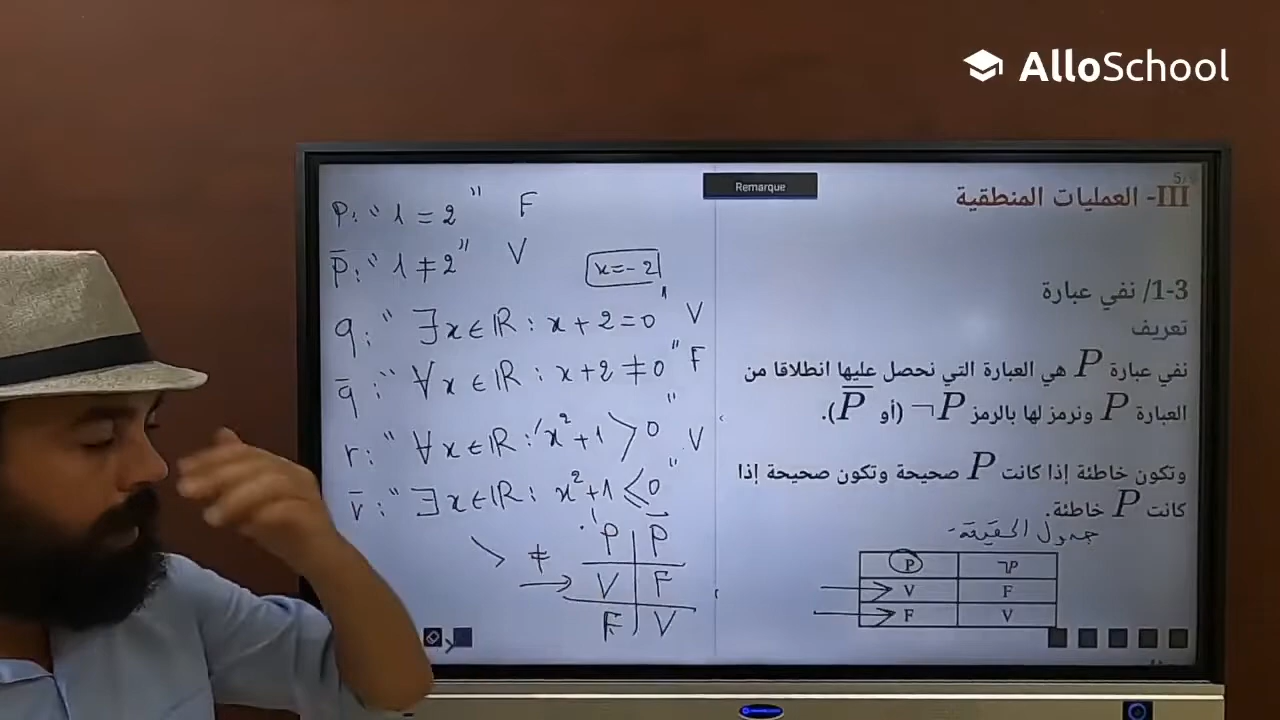 AlloSchool
Remarque
5/
III- العمليات المنطقية
1-3/ نفي عبارة
تعريف
نفي عبارة P هي العبارة التي نحصل عليها انطلاقا من
العبارة P ونرمز لها بالرمز ¬P (أو P̅).
وتكون خاطئة إذا كانت P صحيحة وتكون صحيحة إذا
كانت P خاطئة.
جدول الحقيقة-
P ¬P
V F
F V
P: "1 = 2" F
P̅: "1 ≠ 2" V
x=-2
q: "∃x∈ℝ : x+2=0" V
q̅: "∀x∈ℝ : x+2≠0" F
r: "∀x∈ℝ : x²+1 > 0" V
r̅: "∃x∈ℝ : x²+1 ≤ 0"
> ≠
P P̅
V F
F V